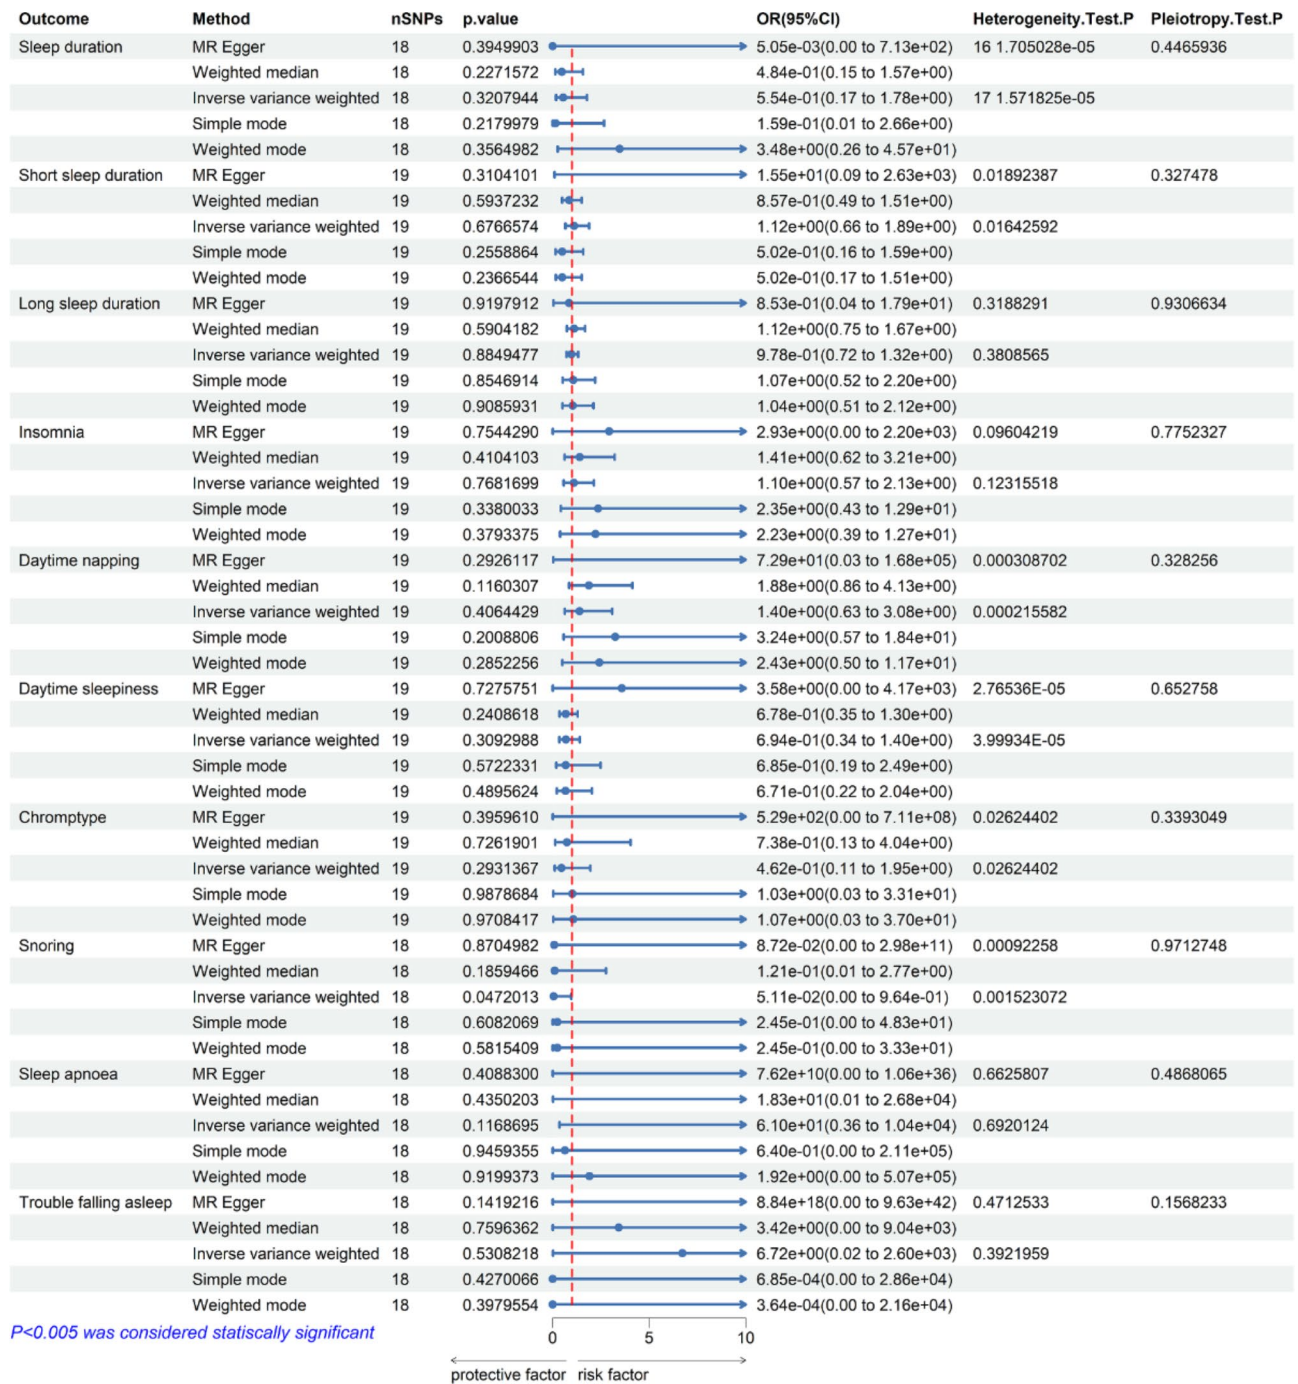 Outcome Method nSNPs p.value OR(95%CI) Heterogeneity.Test.P Pleiotropy.Test.P
Sleep duration MR Egger 18 0.3949903 5.05e-03(0.00 to 7.13e+02) 16 1.705028e-05 0.4465936
Weighted median 18 0.2271572 4.84e-01(0.15 to 1.57e+00)
Inverse variance weighted 18 0.3207944 5.54e-01(0.17 to 1.78e+00) 17 1.571825e-05
Simple mode 18 0.2179979 1.59e-01(0.01 to 2.66e+00)
Weighted mode 18 0.3564982 3.48e+00(0.26 to 4.57e+01)
Short sleep duration MR Egger 19 0.3104101 1.55e+01(0.09 to 2.63e+03) 0.01892387 0.327478
Weighted median 19 0.5937232 8.57e-01(0.49 to 1.51e+00)
Inverse variance weighted 19 0.6766574 1.12e+00(0.66 to 1.89e+00) 0.01642592
Simple mode 19 0.2558864 5.02e-01(0.16 to 1.59e+00)
Weighted mode 19 0.2366544 5.02e-01(0.17 to 1.51e+00)
Long sleep duration MR Egger 19 0.9197912 8.53e-01(0.04 to 1.79e+01) 0.3188291 0.9306634
Weighted median 19 0.5904182 1.12e+00(0.75 to 1.67e+00)
Inverse variance weighted 19 0.8849477 9.78e-01(0.72 to 1.32e+00) 0.3808565
Simple mode 19 0.8546914 1.07e+00(0.52 to 2.20e+00)
Weighted mode 19 0.9085931 1.04e+00(0.51 to 2.12e+00)
Insomnia MR Egger 19 0.7544290 2.93e+00(0.00 to 2.20e+03) 0.09604219 0.7752327
Weighted median 19 0.4104103 1.41e+00(0.62 to 3.21e+00)
Inverse variance weighted 19 0.7681699 1.10e+00(0.57 to 2.13e+00) 0.12315518
Simple mode 19 0.3380033 2.35e+00(0.43 to 1.29e+01)
Weighted mode 19 0.3793375 2.23e+00(0.39 to 1.27e+01)
Daytime napping MR Egger 19 0.2926117 7.29e+01(0.03 to 1.68e+05) 0.000308702 0.328256
Weighted median 19 0.1160307 1.88e+00(0.86 to 4.13e+00)
Inverse variance weighted 19 0.4064429 1.40e+00(0.63 to 3.08e+00) 0.000215582
Simple mode 19 0.2008806 3.24e+00(0.57 to 1.84e+01)
Weighted mode 19 0.2852256 2.43e+00(0.50 to 1.17e+01)
Daytime sleepiness MR Egger 19 0.7275751 3.58e+00(0.00 to 4.17e+03) 2.76536E-05 0.652758
Weighted median 19 0.2408618 6.78e-01(0.35 to 1.30e+00)
Inverse variance weighted 19 0.3092988 6.94e-01(0.34 to 1.40e+00) 3.99934E-05
Simple mode 19 0.5722331 6.85e-01(0.19 to 2.49e+00)
Weighted mode 19 0.4895624 6.71e-01(0.22 to 2.04e+00)
Chromptype MR Egger 19 0.3959610 5.29e+02(0.00 to 7.11e+08) 0.02624402 0.3393049
Weighted median 19 0.7261901 7.38e-01(0.13 to 4.04e+00)
Inverse variance weighted 19 0.2931367 4.62e-01(0.11 to 1.95e+00) 0.02624402
Simple mode 19 0.9878684 1.03e+00(0.03 to 3.31e+01)
Weighted mode 19 0.9708417 1.07e+00(0.03 to 3.70e+01)
Snoring MR Egger 18 0.8704982 8.72e-02(0.00 to 2.98e+11) 0.00092258 0.9712748
Weighted median 18 0.1859466 1.21e-01(0.01 to 2.77e+00)
Inverse variance weighted 18 0.0472013 5.11e-02(0.00 to 9.64e-01) 0.001523072
Simple mode 18 0.6082069 2.45e-01(0.00 to 4.83e+01)
Weighted mode 18 0.5815409 2.45e-01(0.00 to 3.33e+01)
Sleep apnoea MR Egger 18 0.4088300 7.62e+10(0.00 to 1.06e+36) 0.6625807 0.4868065
Weighted median 18 0.4350203 1.83e+01(0.01 to 2.68e+04)
Inverse variance weighted 18 0.1168695 6.10e+01(0.36 to 1.04e+04) 0.6920124
Simple mode 18 0.9459355 6.40e-01(0.00 to 2.11e+05)
Weighted mode 18 0.9199373 1.92e+00(0.00 to 5.07e+05)
Trouble falling asleep MR Egger 18 0.1419216 8.84e+18(0.00 to 9.63e+42) 0.4712533 0.1568233
Weighted median 18 0.7596362 3.42e+00(0.00 to 9.04e+03)
Inverse variance weighted 18 0.5308218 6.72e+00(0.02 to 2.60e+03) 0.3921959
Simple mode 18 0.4270066 6.85e-04(0.00 to 2.86e+04)
Weighted mode 18 0.3979554 3.64e-04(0.00 to 2.16e+04)
P<0.005 was considered statiscally significant
0 5 10
protective factor risk factor